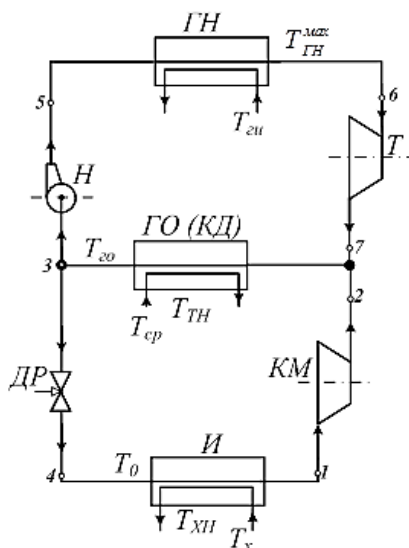 ГН
T_ГН^max
5
6
T_ги
Т
Н
7
ГО (КД)
3
T_го
2
T_ТН
T_ср
КМ
ДР
И
4
T_0
1
T_ХН
T_х